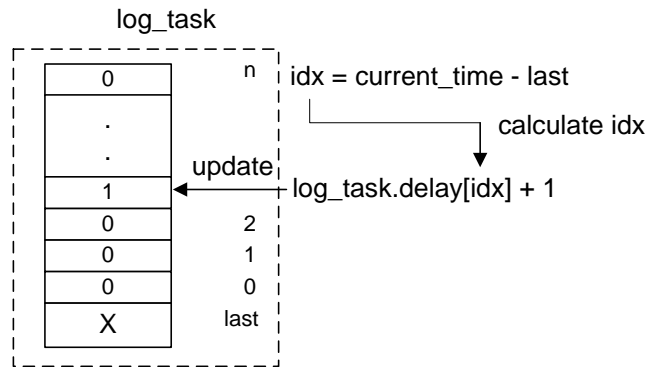 log_task
0 n idx = current_time - last
.
calculate idx
.
update
1 log_task.delay[idx] + 1
0 2
0 1
0 0
X last